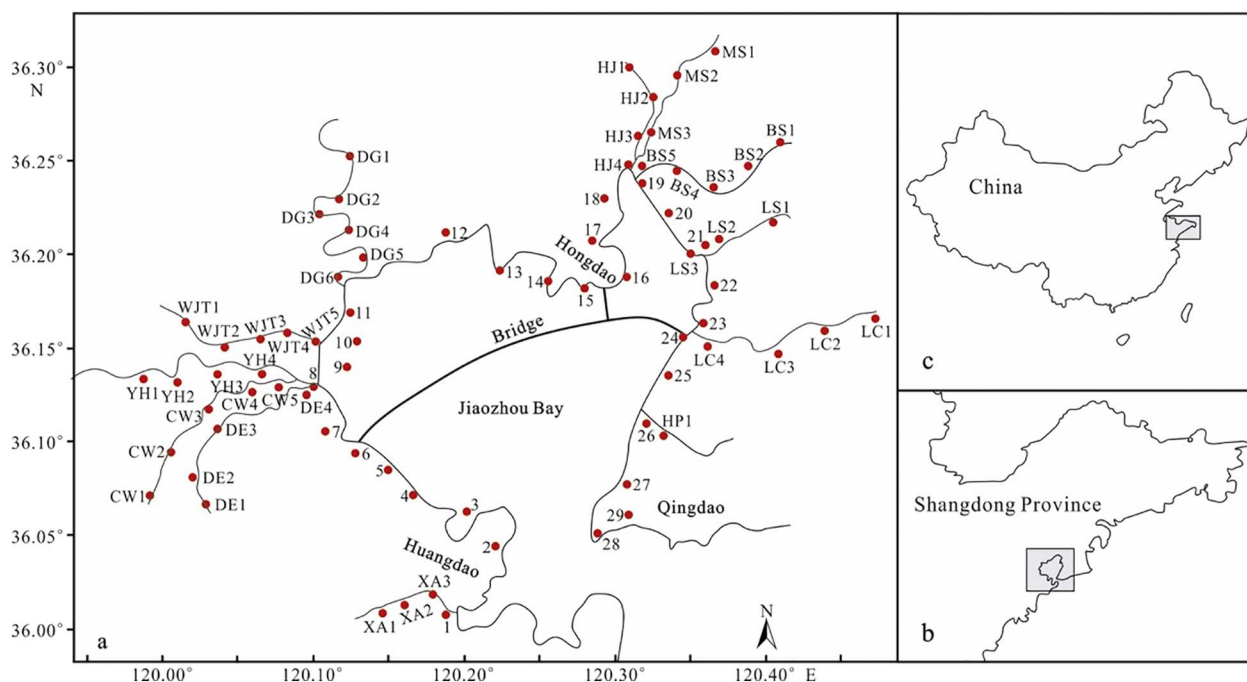 36.30°
N
36.25°
36.20°
36.15°
36.10°
36.05°
36.00°
120.00°
120.10°
120.20°
120.30°
120.40° E
MS1
HJ1
MS2
HJ2
HJ3
MS3
BS1
HJ4
BS5
BS2
BS3
BS4
DG1
DG2
DG3
DG4
DG5
DG6
19
18
20
LS1
17
21
LS2
LS3
12
13
14
15
16
Hongdao
22
WJT1
WJT2
WJT3
WJT4
WJT5
11
10
9
Bridge
23
24
LC1
LC2
LC3
LC4
YH1
YH2
YH3
YH4
8
25
CW1
CW2
CW3
CW4
CW5
DE4
DE3
DE2
DE1
Jiaozhou Bay
HP1
26
7
6
5
4
3
2
27
29
28
Qingdao
Huangdao
XA3
XA2
XA1
1
N
a
China
c
Shangdong Province
b